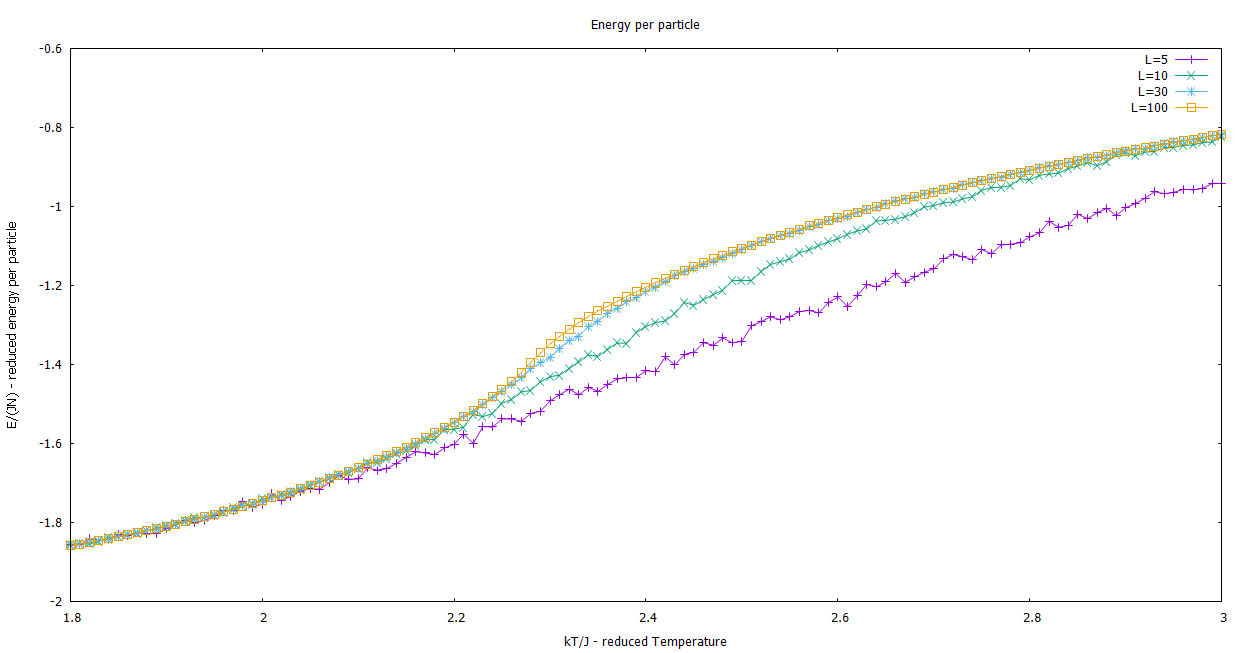 Energy per particle
-0.6
-0.8
-1
-1.2
-1.4
-1.6
-1.8
-2
E/(JN) - reduced energy per particle
L=5
L=10
L=30
L=100
1.8 2 2.2 2.4 2.6 2.8 3
kT/J - reduced Temperature